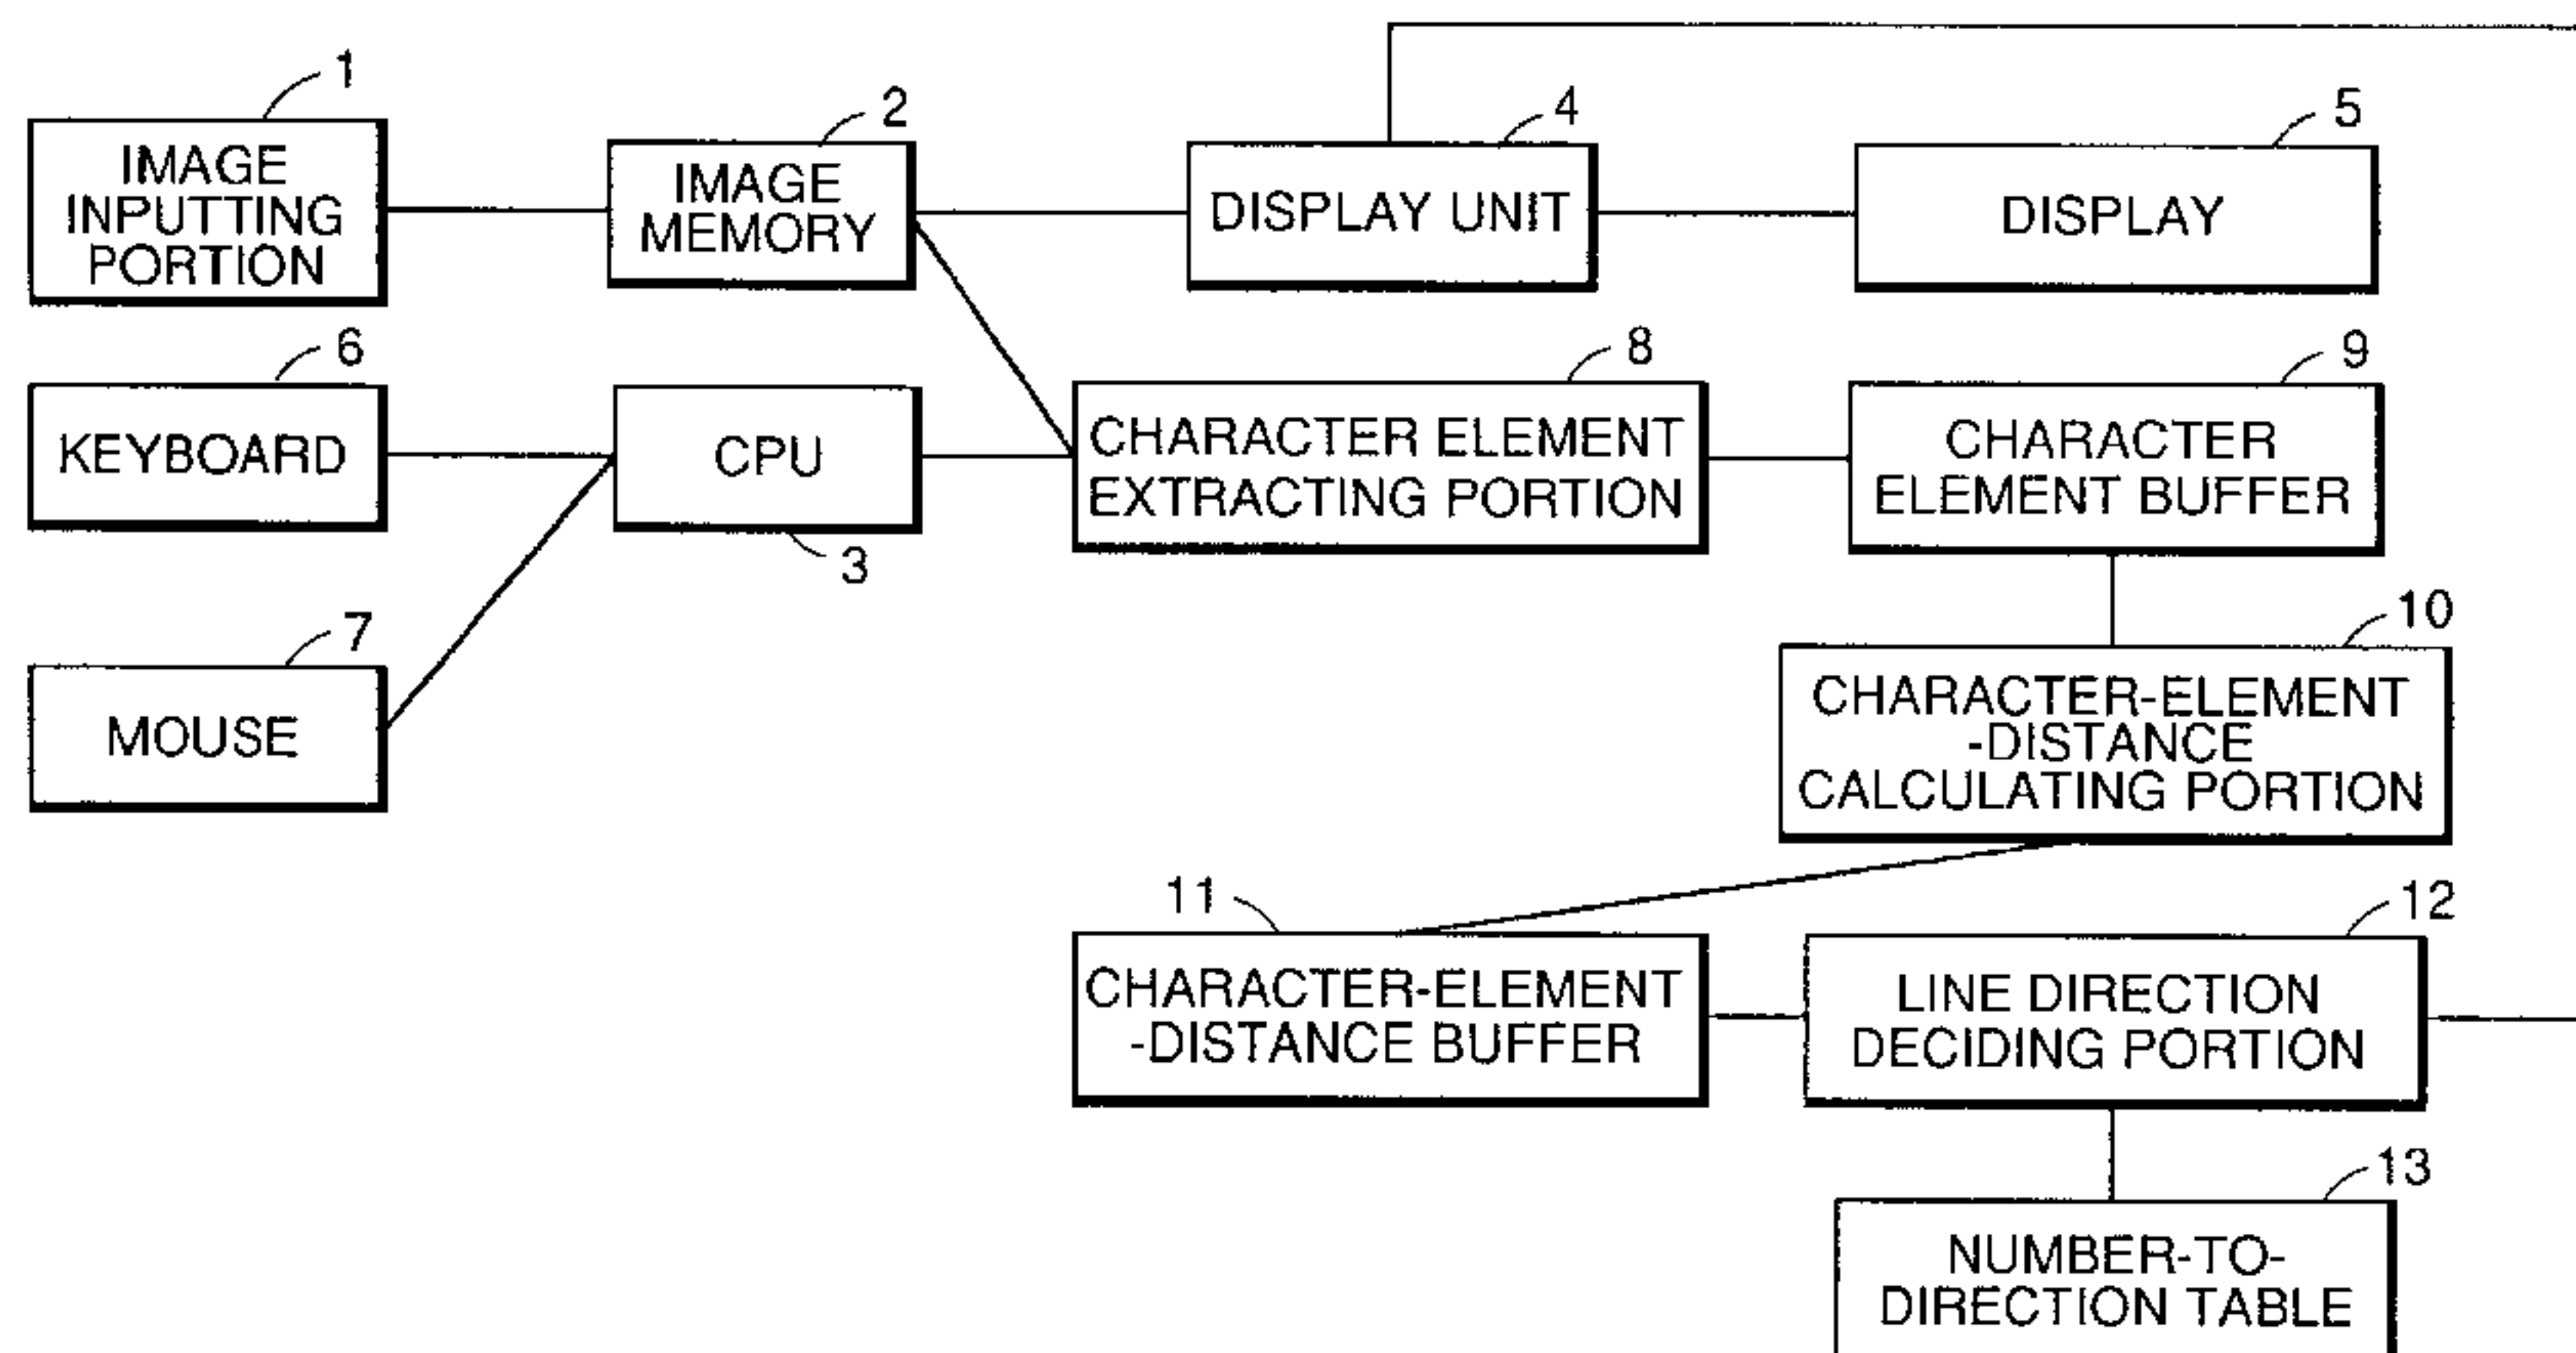 1
IMAGE
INPUTTING
PORTION
2
IMAGE
MEMORY
4
DISPLAY UNIT
5
DISPLAY
6
KEYBOARD
CPU
3
8
CHARACTER ELEMENT
EXTRACTING PORTION
9
CHARACTER
ELEMENT BUFFER
7
MOUSE
10
CHARACTER-ELEMENT
-DISTANCE
CALCULATING PORTION
11
CHARACTER-ELEMENT
-DISTANCE BUFFER
12
LINE DIRECTION
DECIDING PORTION
13
NUMBER-TO-
DIRECTION TABLE